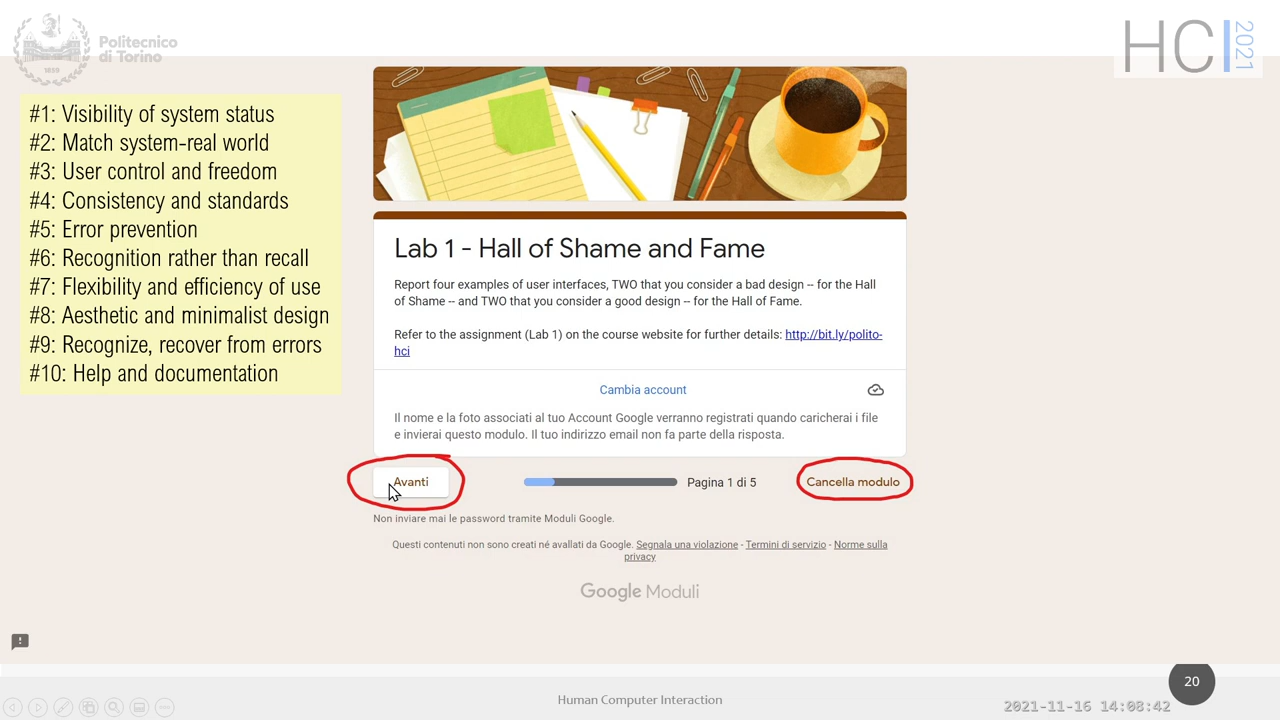 Politecnico
di Torino
1859
HCI 2021
#1: Visibility of system status
#2: Match system-real world
#3: User control and freedom
#4: Consistency and standards
#5: Error prevention
#6: Recognition rather than recall
#7: Flexibility and efficiency of use
#8: Aesthetic and minimalist design
#9: Recognize, recover from errors
#10: Help and documentation
Lab 1 - Hall of Shame and Fame
Report four examples of user interfaces, TWO that you consider a bad design -- for the Hall
of Shame -- and TWO that you consider a good design -- for the Hall of Fame.
Refer to the assignment (Lab 1) on the course website for further details: http://bit.ly/polito-
hci
Cambia account
Il nome e la foto associati al tuo Account Google verranno registrati quando caricherai i file
e invierai questo modulo. Il tuo indirizzo email non fa parte della risposta.
Avanti
Pagina 1 di 5
Cancella modulo
Non inviare mai le password tramite Moduli Google.
Questi contenuti non sono creati né avallati da Google. Segnala una violazione - Termini di servizio - Norme sulla
privacy
Google Moduli
20
Human Computer Interaction
2021-11-16 14:08:42